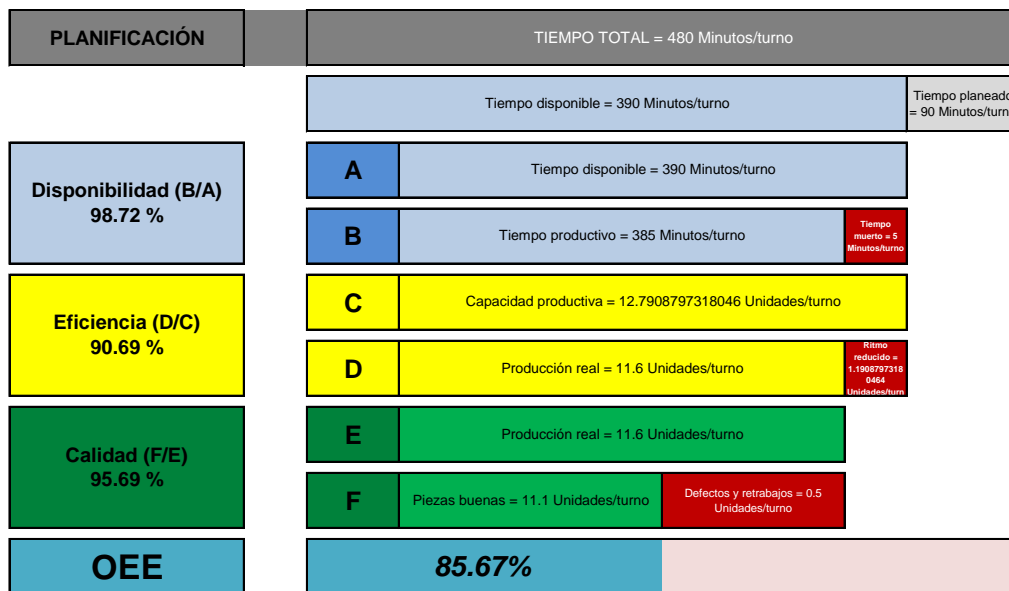 PLANIFICACIÓN
TIEMPO TOTAL = 480 Minutos/turno
Tiempo disponible = 390 Minutos/turno
Tiempo planeado
= 90 Minutos/turn
Disponibilidad (B/A)
98.72 %
A
Tiempo disponible = 390 Minutos/turno
B
Tiempo productivo = 385 Minutos/turno
Tiempo
muerto = 5
Minutos/turno
Eficiencia (D/C)
90.69 %
C
Capacidad productiva = 12.7908797318046 Unidades/turno
D
Producción real = 11.6 Unidades/turno
Ritmo
reducido =
1.1908797318
0464
Unidades/turn
Calidad (F/E)
95.69 %
E
Producción real = 11.6 Unidades/turno
F
Piezas buenas = 11.1 Unidades/turno
Defectos y retrabajos = 0.5
Unidades/turno
OEE
85.67%